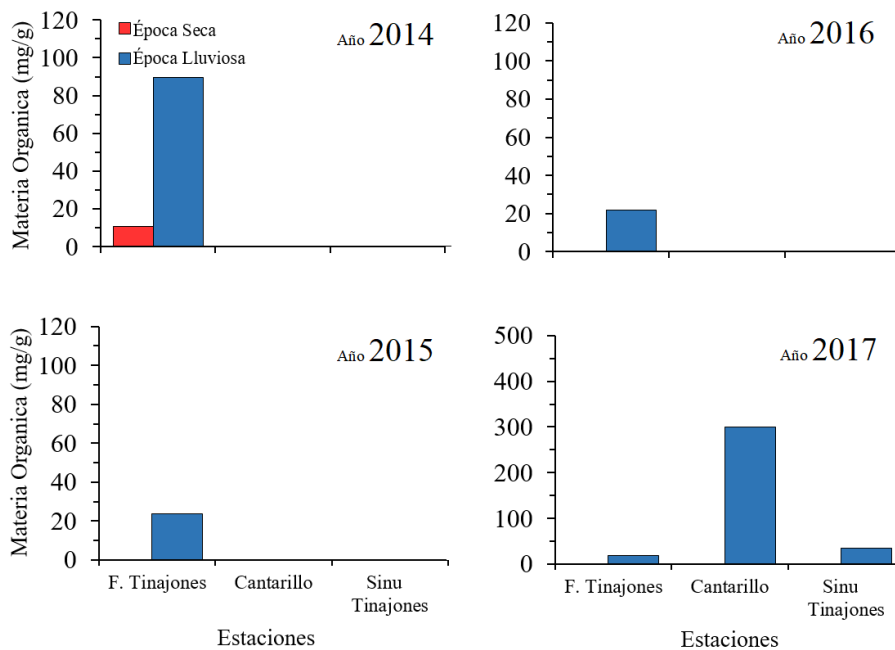 Materia Organica (mg/g)
120
100
80
60
40
20
0
Época Seca
Época Lluviosa
Año 2014
120
100
80
60
40
20
0
Año 2016
Materia Organica (mg/g)
120
100
80
60
40
20
0
Año 2015
F. Tinajones
Cantarillo
Sinu
Tinajones
Estaciones
500
400
300
200
100
0
Año 2017
F. Tinajones
Cantarillo
Sinu
Tinajones
Estaciones